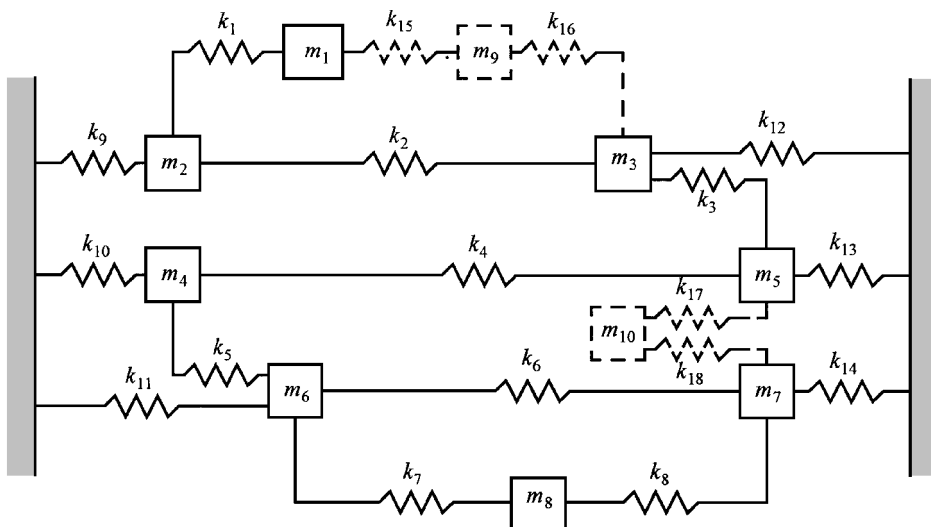 k₁
k₁₅
k₁₆
m₁
m₉
k₉
k₂
k₁₂
m₂
m₃
k₃
k₁₀
k₄
k₁₃
m₄
m₅
k₁₇
m₁₀
k₅
k₆
k₁₈
k₁₁
k₁₄
m₆
m₇
k₇
k₈
m₈